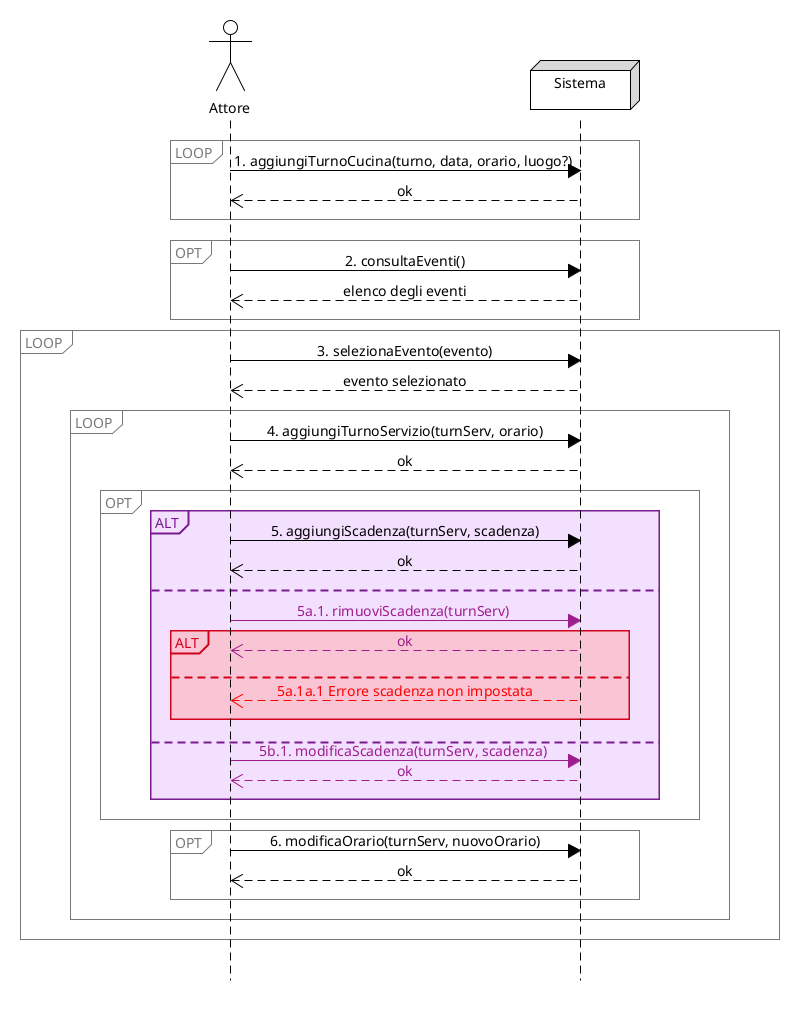 Attore
Sistema
LOOP
1. aggiungiTurnoCucina(turno, data, orario, luogo?)
ok
OPT
2. consultaEventi()
elenco degli eventi
LOOP
3. selezionaEvento(evento)
evento selezionato
LOOP
4. aggiungiTurnoServizio(turnServ, orario)
ok
OPT
ALT
5. aggiungiScadenza(turnServ, scadenza)
ok
5a.1. rimuoviScadenza(turnServ)
ALT
ok
5a.1a.1 Errore scadenza non impostata
5b.1. modificaScadenza(turnServ, scadenza)
ok
OPT
6. modificaOrario(turnServ, nuovoOrario)
ok